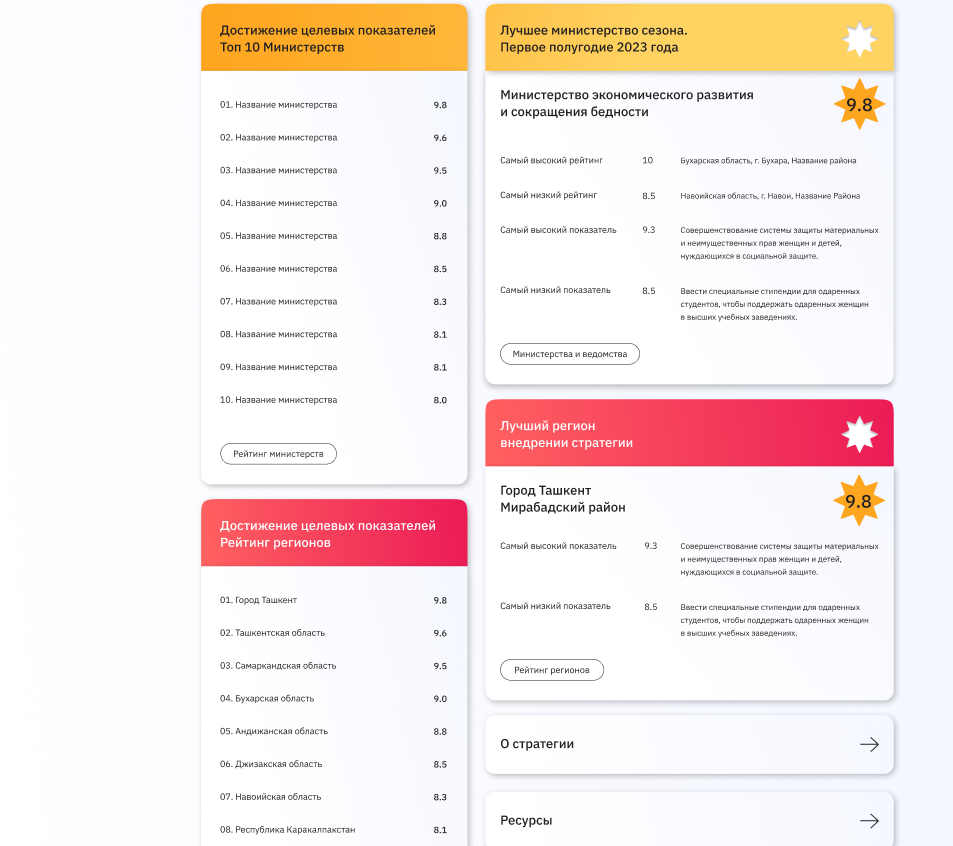 Достижение целевых показателей
Топ 10 Министерств
01. Название министерства 9.8
02. Название министерства 9.6
03. Название министерства 9.5
04. Название министерства 9.0
05. Название министерства 8.8
06. Название министерства 8.5
07. Название министерства 8.3
08. Название министерства 8.1
09. Название министерства 8.1
10. Название министерства 8.0
Рейтинг министерств
Достижение целевых показателей
Рейтинг регионов
01. Город Ташкент 9.8
02. Ташкентская область 9.6
03. Самаркандская область 9.5
04. Бухарская область 9.0
05. Андижанская область 8.8
06. Джизакская область 8.5
07. Навоийская область 8.3
08. Республика Каракалпакстан 8.1
Лучшее министерство сезона.
Первое полугодие 2023 года
Министерство экономического развития
и сокращения бедности
9.8
Самый высокий рейтинг 10 Бухарская область, г. Бухара, Название района
Самый низкий рейтинг 8.5 Навоийская область, г. Навои, Название Района
Самый высокий показатель 9.3 Совершенствование системы защиты материальных
и неимущественных прав женщин и детей,
нуждающихся в социальной защите.
Самый низкий показатель 8.5 Ввести специальные стипендии для одаренных
студентов, чтобы поддержать одаренных женщин
в высших учебных заведениях.
Министерства и ведомства
Лучший регион
внедрении стратегии
Город Ташкент
Мирабадский район
9.8
Самый высокий показатель 9.3 Совершенствование системы защиты материальных
и неимущественных прав женщин и детей,
нуждающихся в социальной защите.
Самый низкий показатель 8.5 Ввести специальные стипендии для одаренных
студентов, чтобы поддержать одаренных женщин
в высших учебных заведениях.
Рейтинг регионов
О стратегии
Ресурсы